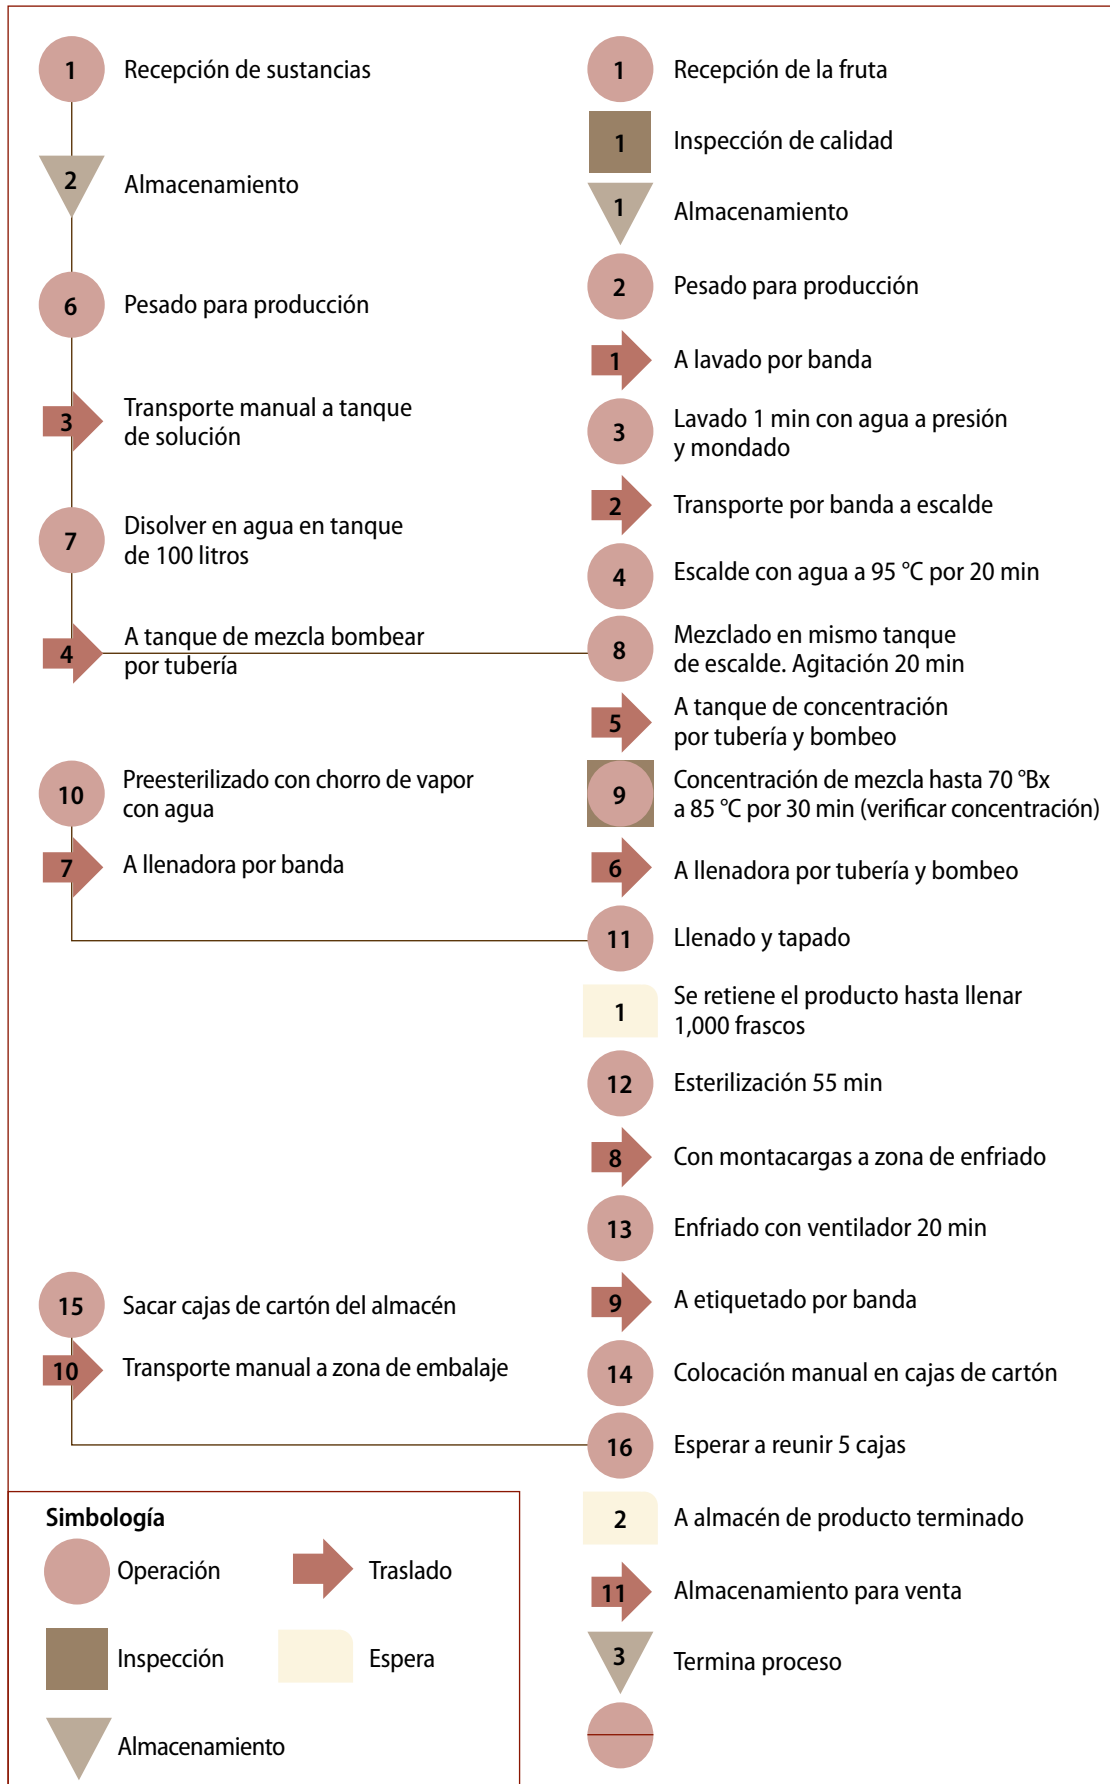 1 Recepción de sustancias
2 Almacenamiento
6 Pesado para producción
3 Transporte manual a tanque
de solución
7 Disolver en agua en tanque
de 100 litros
4 A tanque de mezcla bombear
por tubería
10 Preesterilizado con chorro de vapor
con agua
7 A llenadora por banda
15 Sacar cajas de cartón del almacén
10 Transporte manual a zona de embalaje
1 Recepción de la fruta
1 Inspección de calidad
1 Almacenamiento
2 Pesado para producción
1 A lavado por banda
3 Lavado 1 min con agua a presión
y mondado
2 Transporte por banda a escalde
4 Escalde con agua a 95 °C por 20 min
8 Mezclado en mismo tanque
de escalde. Agitación 20 min
5 A tanque de concentración
por tubería y bombeo
9 Concentración de mezcla hasta 70 °Bx
a 85 °C por 30 min (verificar concentración)
6 A llenadora por tubería y bombeo
11 Llenado y tapado
1 Se retiene el producto hasta llenar
1,000 frascos
12 Esterilización 55 min
8 Con montacargas a zona de enfriado
13 Enfriado con ventilador 20 min
9 A etiquetado por banda
14 Colocación manual en cajas de cartón
16 Esperar a reunir 5 cajas
2 A almacén de producto terminado
11 Almacenamiento para venta
3 Termina proceso
Simbología
Operación
Traslado
Inspección
Espera
Almacenamiento